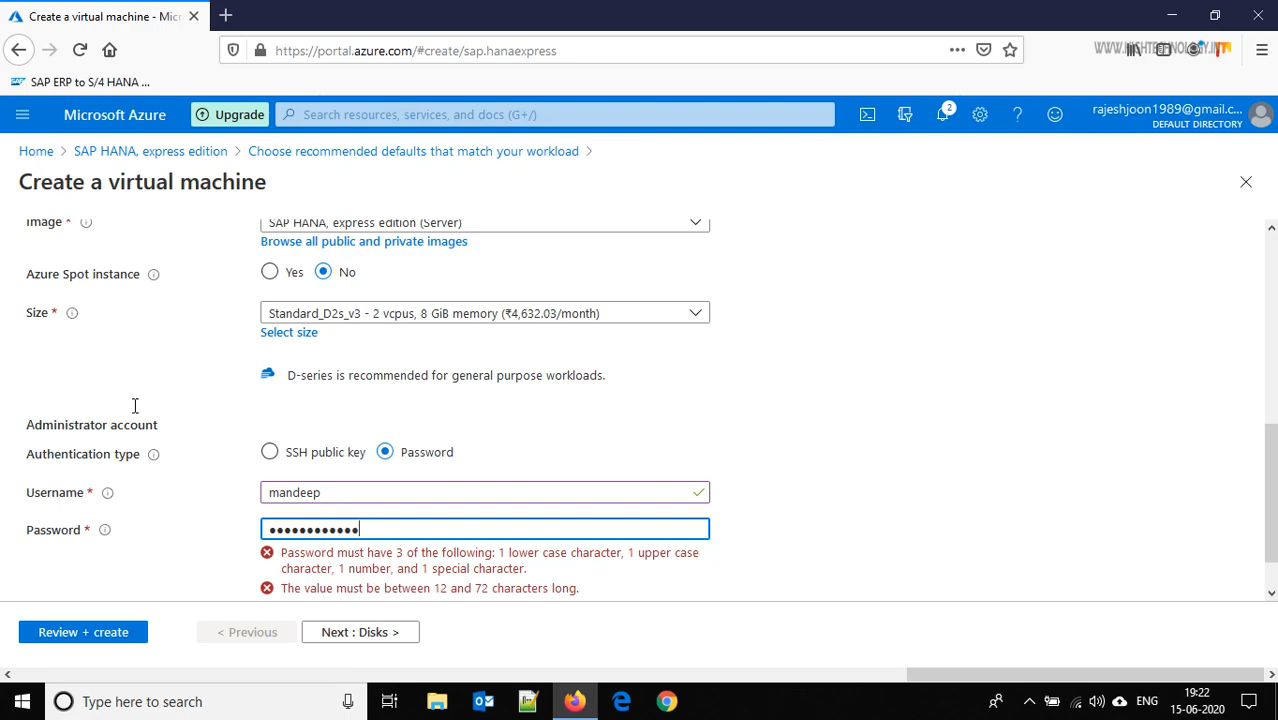 Create a virtual machine - Micr
https://portal.azure.com/#create/sap.hanaexpress
SAP ERP to S/4 HANA ...
Microsoft Azure
Upgrade
Search resources, services, and docs (G+/)
2
rajeshjoon1989@gmail.c...
DEFAULT DIRECTORY
Home > SAP HANA, express edition > Choose recommended defaults that match your workload >
Create a virtual machine
Image *
SAP HANA, express edition (Server)
Browse all public and private images
Azure Spot instance
Yes
No
Size *
Standard_D2s_v3 - 2 vcpus, 8 GiB memory (₹4,632.03/month)
Select size
D-series is recommended for general purpose workloads.
Administrator account
Authentication type
SSH public key
Password
Username *
mandeep
Password *
●●●●●●●●●●●●
Password must have 3 of the following: 1 lower case character, 1 upper case
character, 1 number, and 1 special character.
The value must be between 12 and 72 characters long.
Review + create
< Previous
Next : Disks >
Type here to search
ENG
19:22
15-06-2020